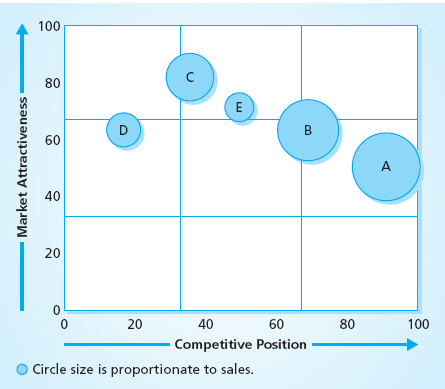 100
80
60
40
20
0
Market Attractiveness
C
E
D
B
A
0 20 40 60 80 100
Competitive Position
Circle size is proportionate to sales.